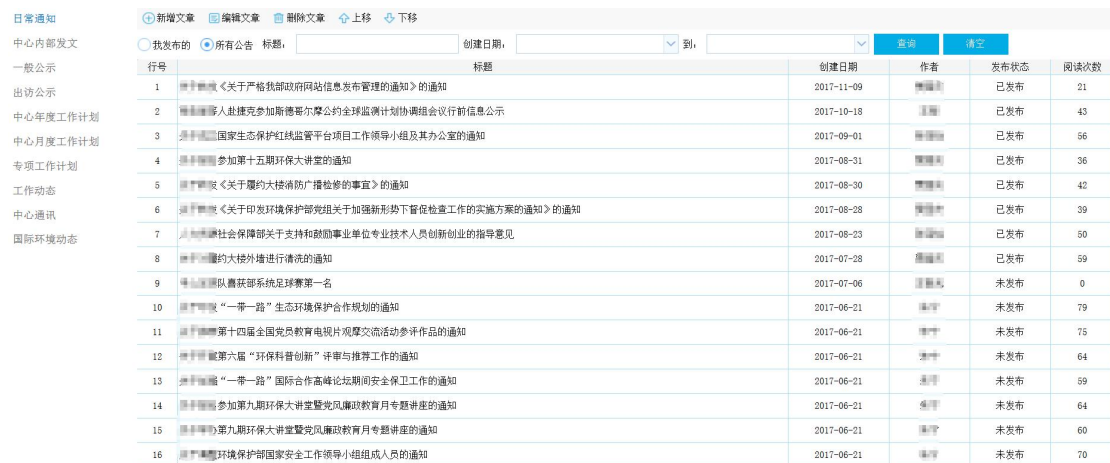 日常通知
中心内部发文
一般公示
出访公示
中心年度工作计划
中心月度工作计划
专项工作计划
工作动态
中心通讯
国际环境动态
新增文章 编辑文章 删除文章 上移 下移
我发布的 所有公告 标题: 创建日期: 到: 查询 清空
行号 标题 创建日期 作者 发布状态 阅读次数
1 《关于严格我部政府网站信息发布管理的通知》的通知 2017-11-09 已发布 21
2 人赴捷克参加斯德哥尔摩公约全球监测计划协调组会议行前信息公示 2017-10-18 已发布 43
3 国家生态保护红线监管平台项目工作领导小组及其办公室的通知 2017-09-01 已发布 56
4 参加第十五期环保大讲堂的通知 2017-08-31 已发布 36
5 《关于履约大楼消防广播检修的事宜》的通知 2017-08-30 已发布 42
6 《关于印发环境保护部党组关于加强新形势下督促检查工作的实施方案的通知》的通知 2017-08-28 已发布 39
7 社会保障部关于支持和鼓励事业单位专业技术人员创新创业的指导意见 2017-08-23 已发布 50
8 约大楼外墙进行清洗的通知 2017-07-28 已发布 59
9 队喜获部系统足球赛第一名 2017-07-06 未发布 0
10 “一带一路”生态环境保护合作规划的通知 2017-06-21 未发布 79
11 第十四届全国党员教育电视片观摩交流活动参评作品的通知 2017-06-21 未发布 75
12 第六届“环保科普创新”评审与推荐工作的通知 2017-06-21 未发布 64
13 “一带一路”国际合作高峰论坛期间安全保卫工作的通知 2017-06-21 未发布 59
14 参加第九期环保大讲堂暨党风廉政教育月专题讲座的通知 2017-06-21 未发布 64
15 第九期环保大讲堂暨党风廉政教育月专题讲座的通知 2017-06-21 未发布 60
16 环境保护部国家安全工作领导小组组成人员的通知 2017-06-21 未发布 70